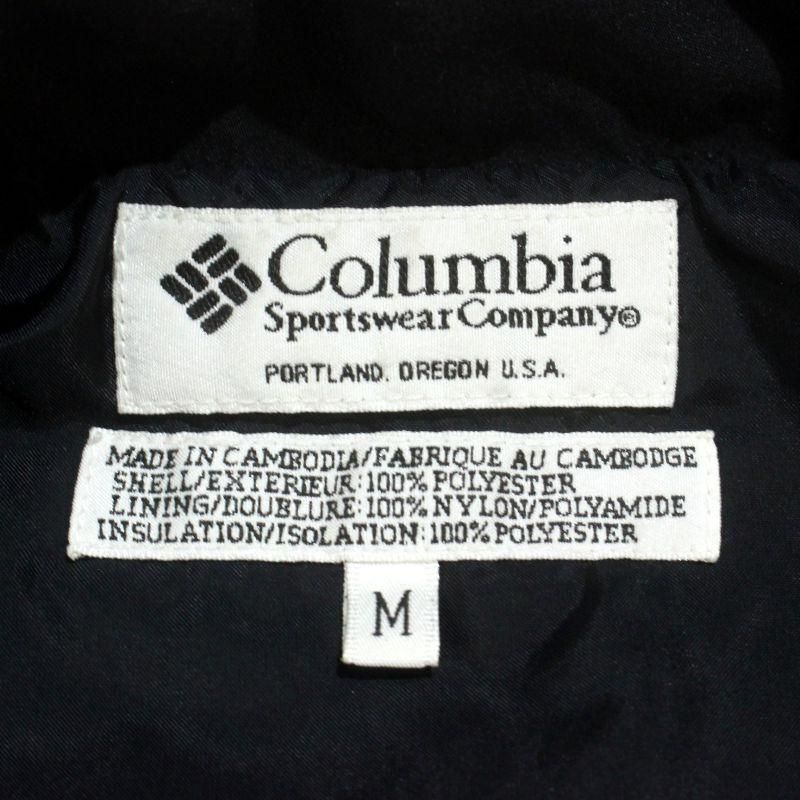 Columbia
Sportswear Company®
PORTLAND, OREGON U.S.A.
MADE IN CAMBODIA/FABRIQUE AU CAMBODGE
SHELL/EXTERIEUR:100% POLYESTER
LINING/DOUBLURE:100% NYLON/POLYAMIDE
INSULATION/ISOLATION:100% POLYESTER
M